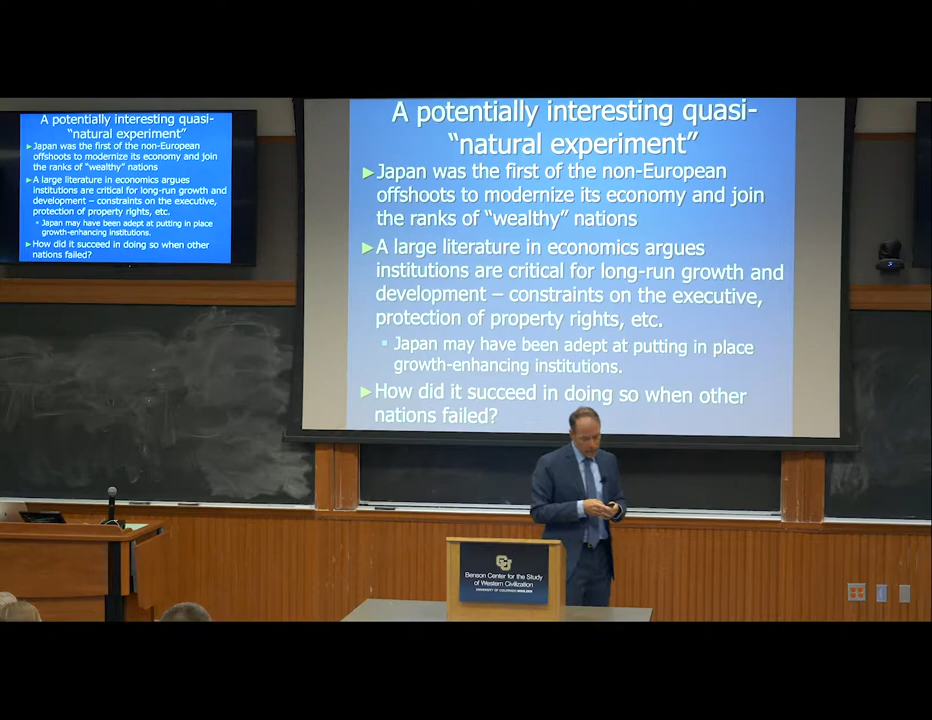 A potentially interesting quasi-
“natural experiment”
Japan was the first of the non-European
offshoots to modernize its economy and join
the ranks of “wealthy” nations
A large literature in economics argues
institutions are critical for long-run growth and
development – constraints on the executive,
protection of property rights, etc.
Japan may have been adept at putting in place
growth-enhancing institutions.
How did it succeed in doing so when other
nations failed?
A potentially interesting quasi-
“natural experiment”
Japan was the first of the non-European
offshoots to modernize its economy and join
the ranks of “wealthy” nations
A large literature in economics argues
institutions are critical for long-run growth and
development – constraints on the executive,
protection of property rights, etc.
Japan may have been adept at putting in place
growth-enhancing institutions.
How did it succeed in doing so when other
nations failed?
CU
Benson Center for the Study
of Western Civilization
UNIVERSITY OF COLORADO BOULDER